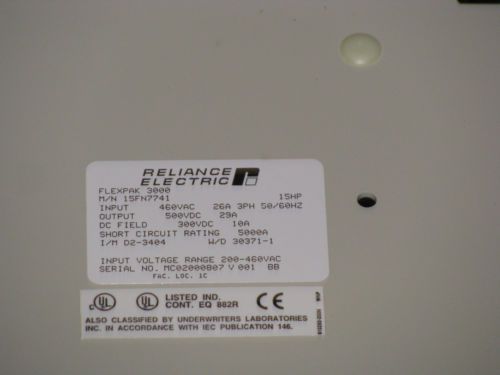 RELIANCE
ELECTRIC
FLEXPAK 3000
M/N 15FN7741 15HP
INPUT 460VAC 26A 3PH 50/60HZ
OUTPUT 500VDC 29A
DC FIELD 300VDC 10A
SHORT CIRCUIT RATING 5000A
I/M D2-3404 W/D 30371-1
INPUT VOLTAGE RANGE 200-460VAC
SERIAL NO. MC02000807 V 001 BB
FAC. LOC. 1C
UL UL LISTED IND.
CONT. EQ 882R CE
ALSO CLASSIFIED BY UNDERWRITERS LABORATORIES
INC. IN ACCORDANCE WITH IEC PUBLICATION 146.